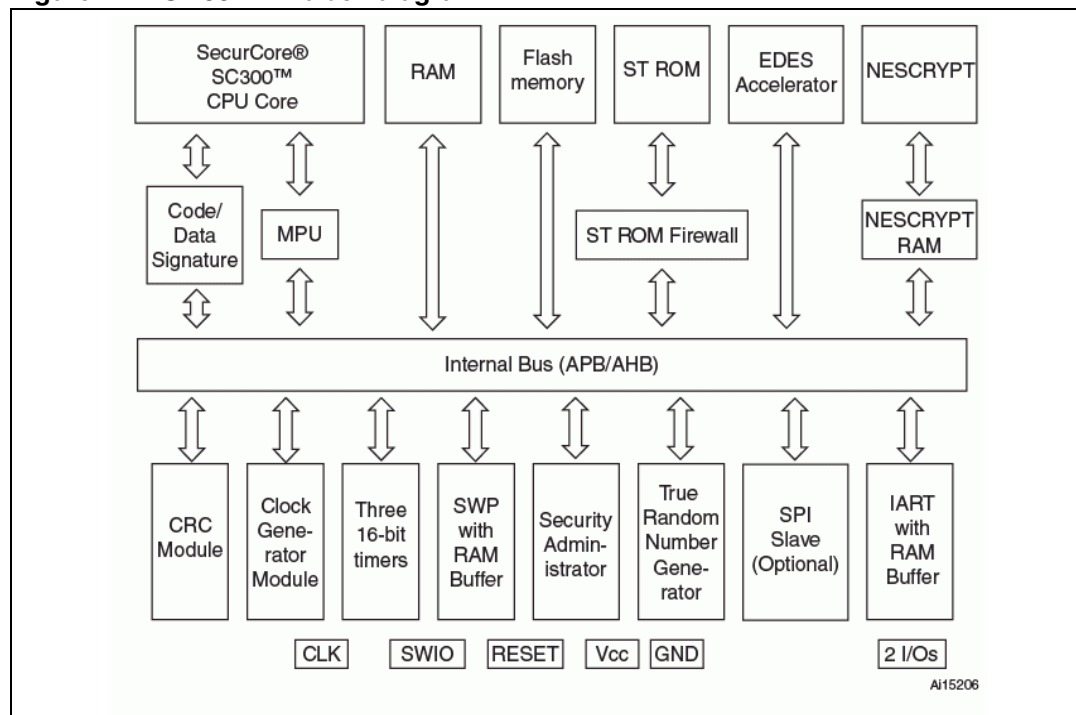 SecurCore®
SC300™
CPU Core
RAM
Flash
memory
ST ROM
EDES
Accelerator
NESCRYPT
Code/
Data
Signature
MPU
ST ROM Firewall
NESCRYPT
RAM
Internal Bus (APB/AHB)
CRC
Module
Clock
Gene-
rator
Module
Three
16-bit
timers
SWP
with
RAM
Buffer
Security
Admin-
istrator
True
Random
Number
Gene-
rator
SPI
Slave
(Optional)
IART
with
RAM
Buffer
CLK
SWIO
RESET
Vcc
GND
2 I/Os
Ai15206